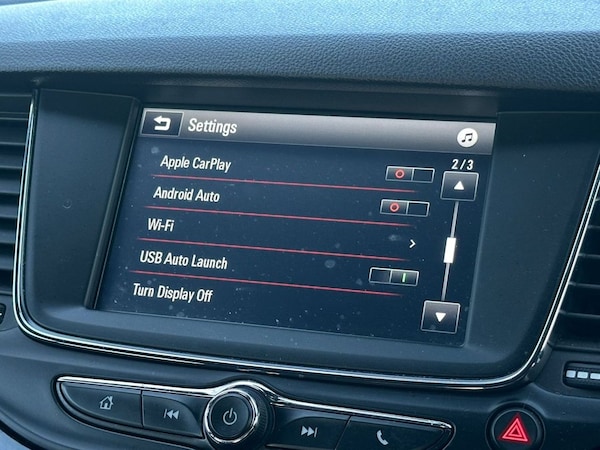 Settings
2/3
Apple CarPlay
Android Auto
Wi-Fi
USB Auto Launch
Turn Display Off